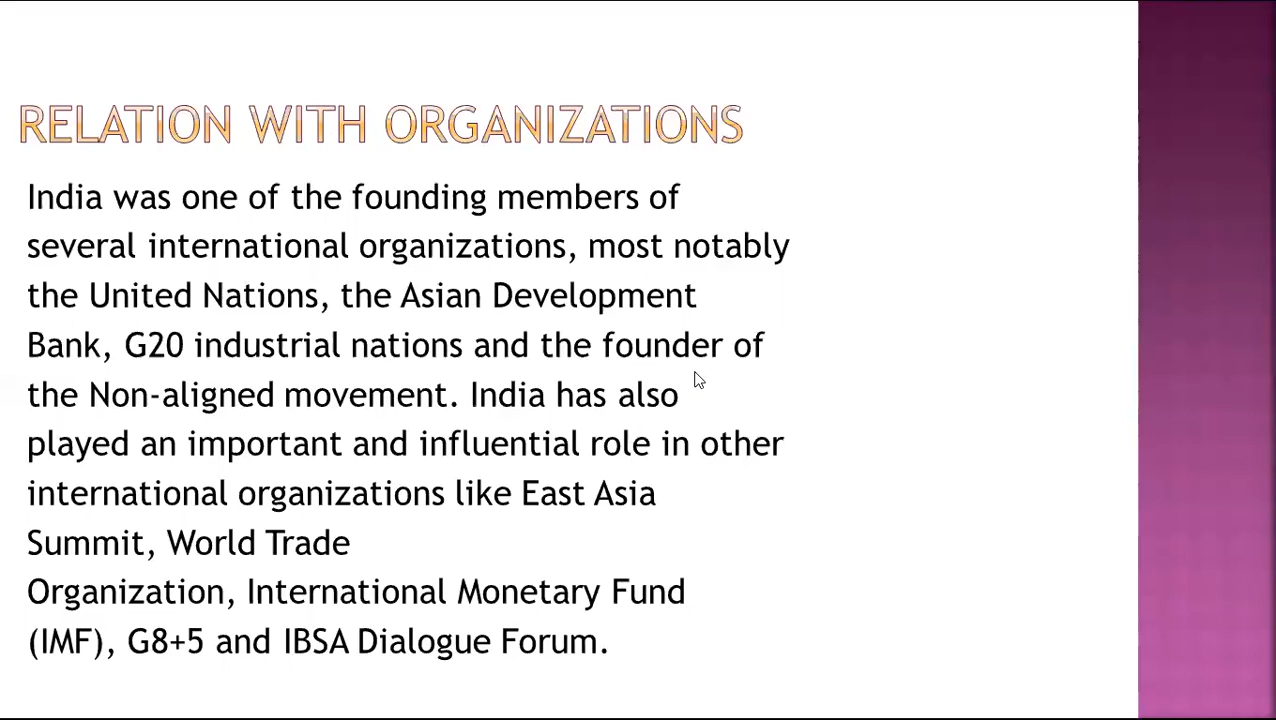 RELATION WITH ORGANIZATIONS
India was one of the founding members of
several international organizations, most notably
the United Nations, the Asian Development
Bank, G20 industrial nations and the founder of
the Non-aligned movement. India has also
played an important and influential role in other
international organizations like East Asia
Summit, World Trade
Organization, International Monetary Fund
(IMF), G8+5 and IBSA Dialogue Forum.